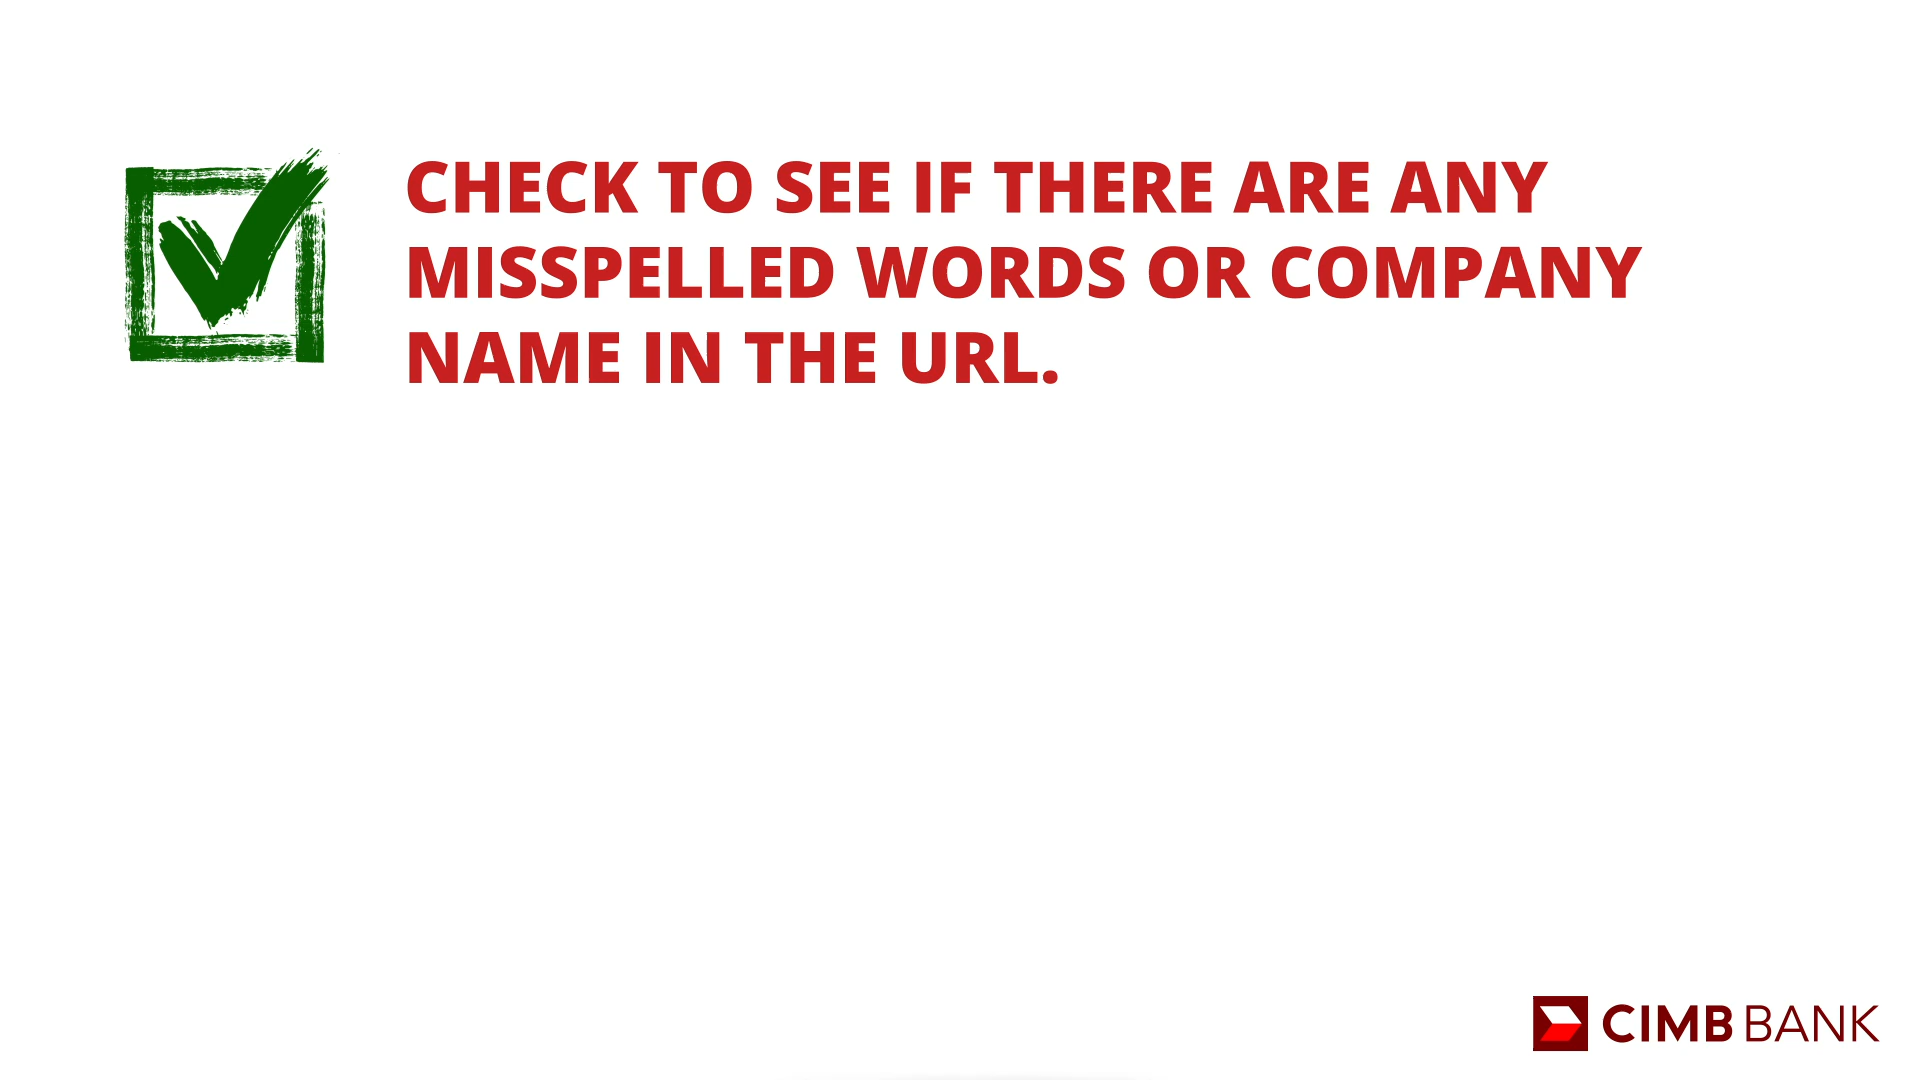 CHECK TO SEE IF THERE ARE ANY
MISSPELLED WORDS OR COMPANY
NAME IN THE URL.
CIMB BANK